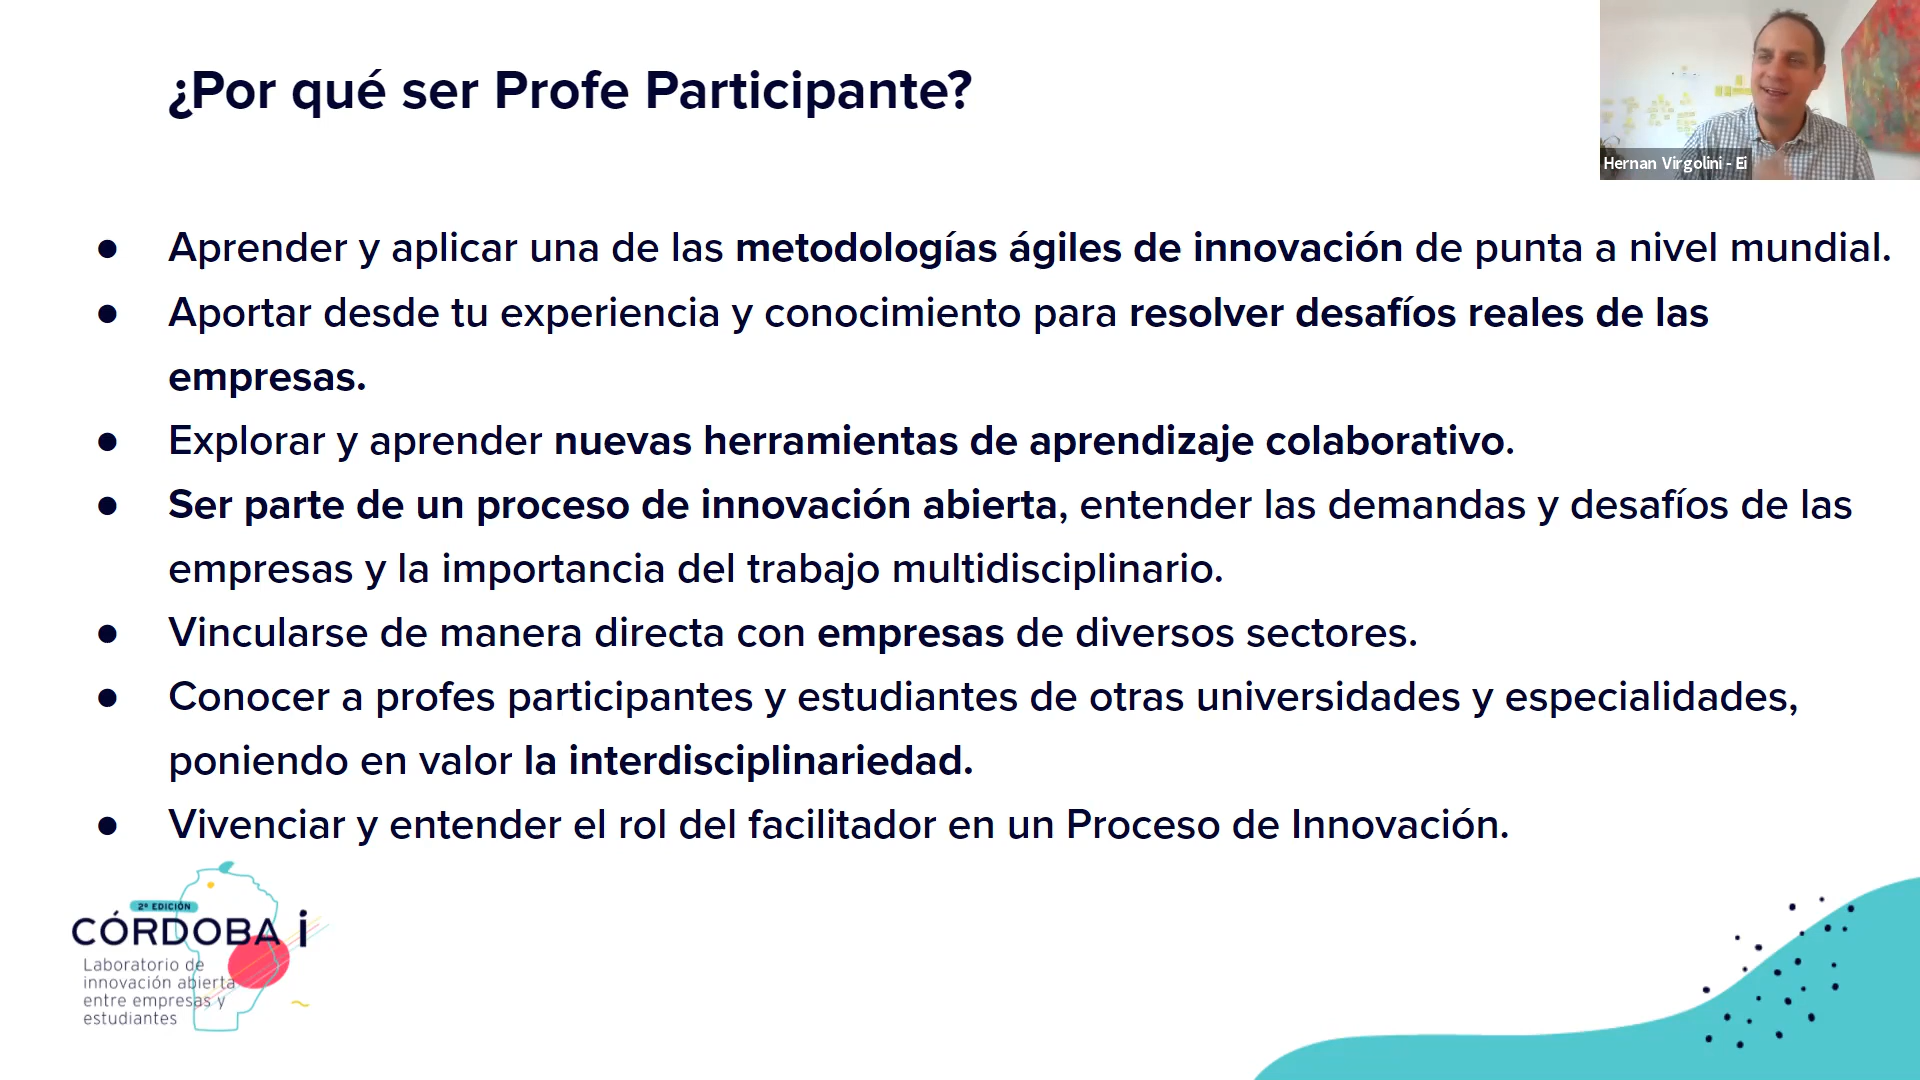 ¿Por qué ser Profe Participante?
Hernan Virgolini - Ei
● Aprender y aplicar una de las metodologías ágiles de innovación de punta a nivel mundial.
● Aportar desde tu experiencia y conocimiento para resolver desafíos reales de las
empresas.
● Explorar y aprender nuevas herramientas de aprendizaje colaborativo.
● Ser parte de un proceso de innovación abierta, entender las demandas y desafíos de las
empresas y la importancia del trabajo multidisciplinario.
● Vincularse de manera directa con empresas de diversos sectores.
● Conocer a profes participantes y estudiantes de otras universidades y especialidades,
poniendo en valor la interdisciplinariedad.
● Vivenciar y entender el rol del facilitador en un Proceso de Innovación.
2ª EDICIÓN
CÓRDOBA i
Laboratorio de
innovación abierta
entre empresas y
estudiantes